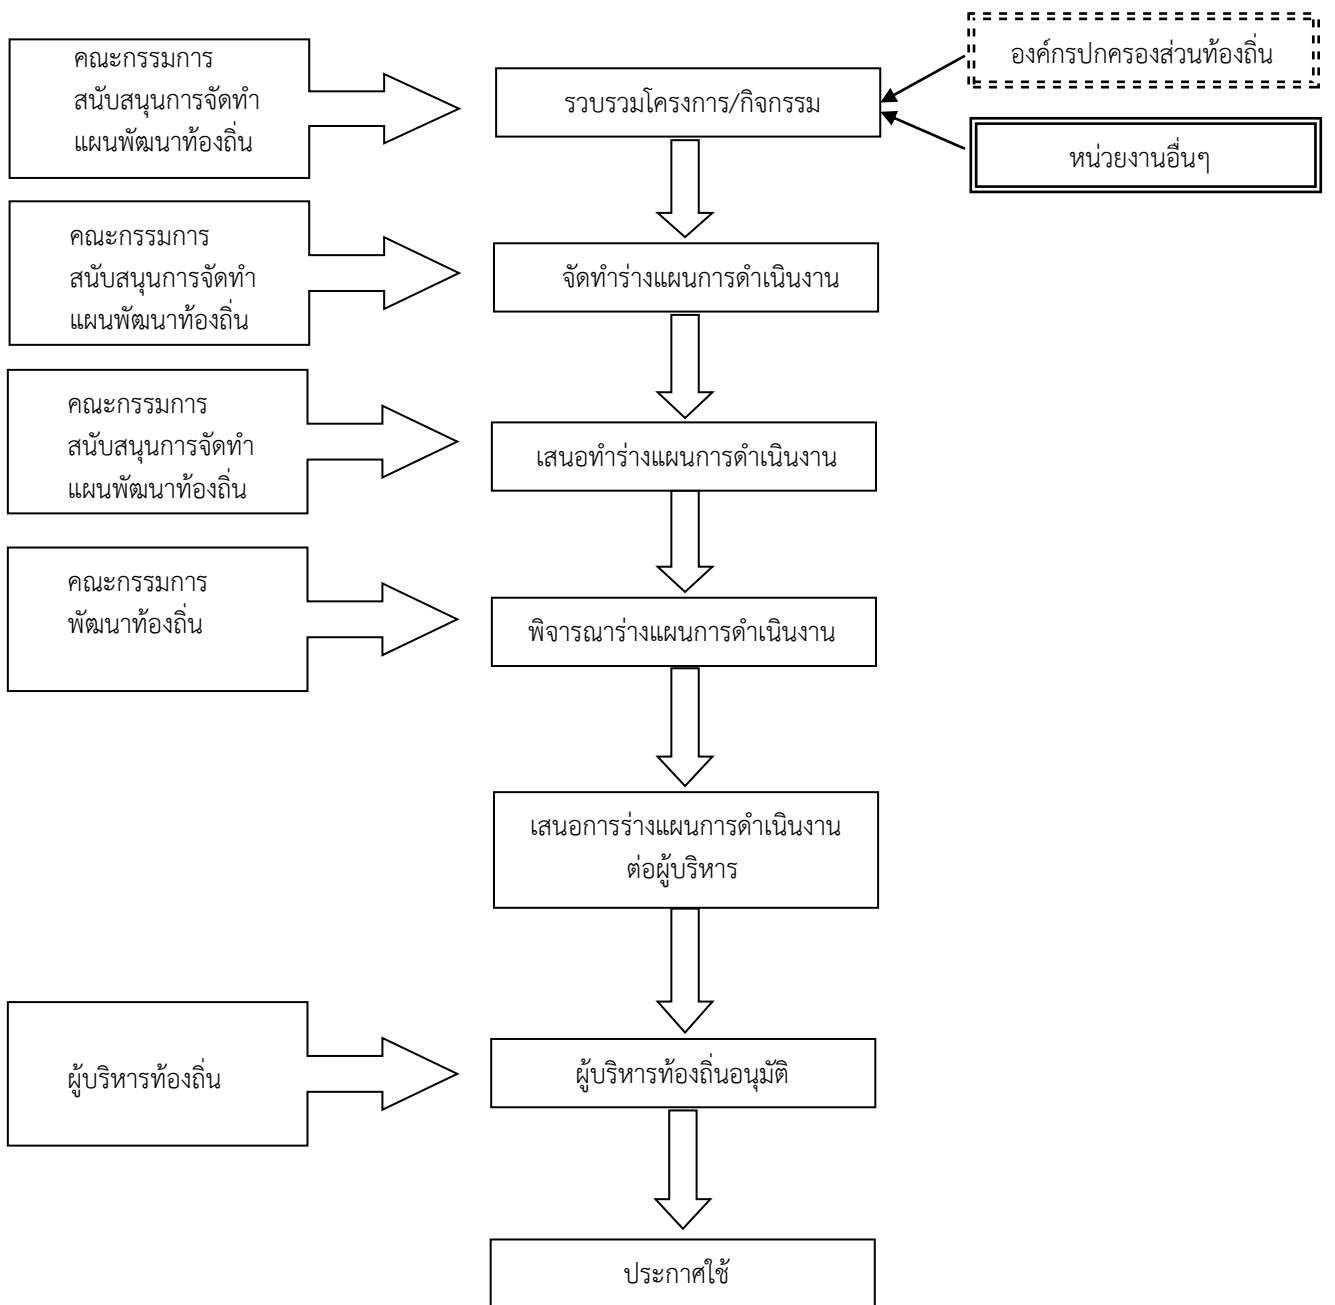 คณะกรรมการ
สนับสนุนการจัดทำ
แผนพัฒนาท้องถิ่น
รวบรวมโครงการ/กิจกรรม
องค์กรปกครองส่วนท้องถิ่น
หน่วยงานอื่นๆ
คณะกรรมการ
สนับสนุนการจัดทำ
แผนพัฒนาท้องถิ่น
จัดทำร่างแผนการดำเนินงาน
คณะกรรมการ
สนับสนุนการจัดทำ
แผนพัฒนาท้องถิ่น
เสนอทำร่างแผนการดำเนินงาน
คณะกรรมการ
พัฒนาท้องถิ่น
พิจารณาร่างแผนการดำเนินงาน
เสนอการร่างแผนการดำเนินงาน
ต่อผู้บริหาร
ผู้บริหารท้องถิ่น
ผู้บริหารท้องถิ่นอนุมัติ
ประกาศใช้